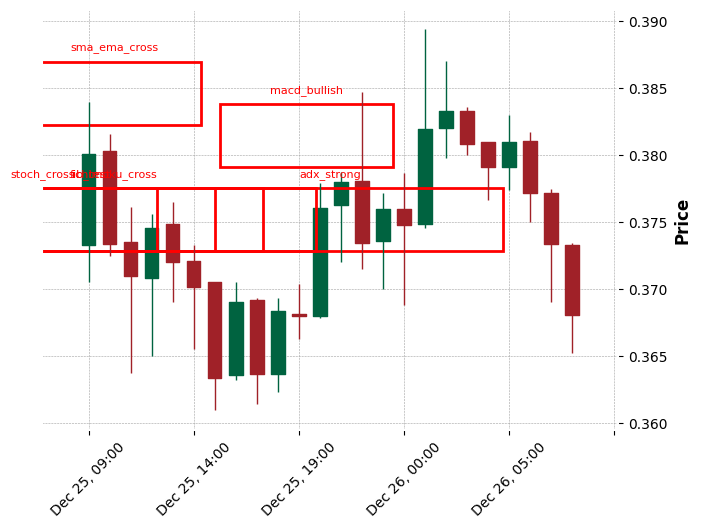 sma_ema_cross
macd_bullish
adx_strong
0.390
0.385
0.380
0.375
0.370
0.365
0.360
Price
Dec 25, 09:00
Dec 25, 14:00
Dec 25, 19:00
Dec 26, 00:00
Dec 26, 05:00